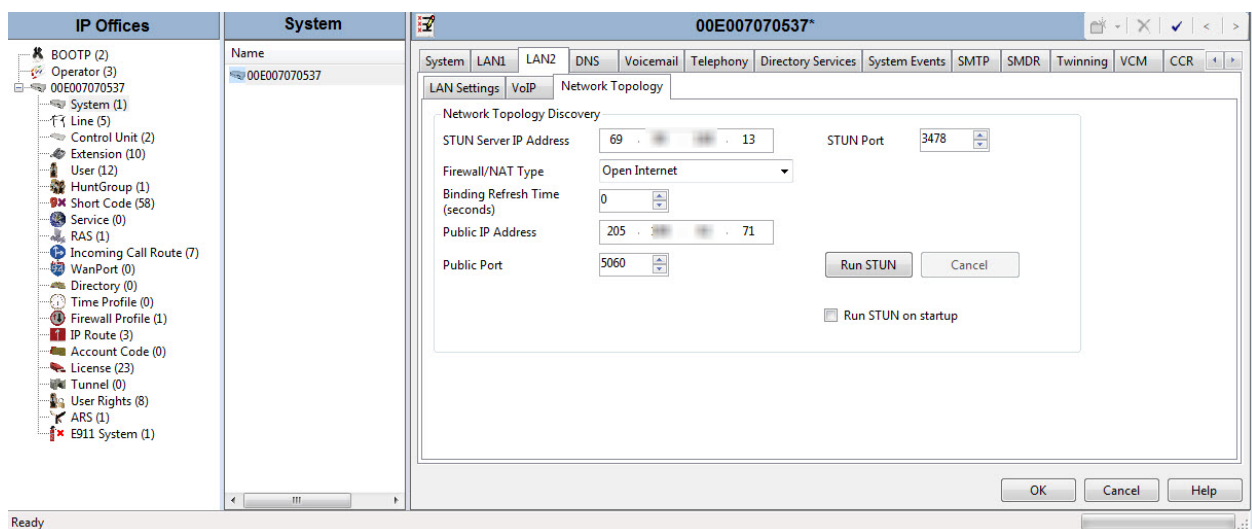 IP Offices
BOOTP (2)
Operator (3)
00E007070537
System (1)
Line (5)
Control Unit (2)
Extension (10)
User (12)
HuntGroup (1)
Short Code (58)
Service (0)
RAS (1)
Incoming Call Route (7)
WanPort (0)
Directory (0)
Time Profile (0)
Firewall Profile (1)
IP Route (3)
Account Code (0)
License (23)
Tunnel (0)
User Rights (8)
ARS (1)
E911 System (1)
System
Name
00E007070537
00E007070537*
System LAN1 LAN2 DNS Voicemail Telephony Directory Services System Events SMTP SMDR Twinning VCM CCR
LAN Settings VoIP Network Topology
Network Topology Discovery
STUN Server IP Address 69 . . 13 STUN Port 3478
Firewall/NAT Type Open Internet
Binding Refresh Time
(seconds) 0
Public IP Address 205 . . 71
Public Port 5060 Run STUN Cancel
Run STUN on startup
OK Cancel Help
Ready